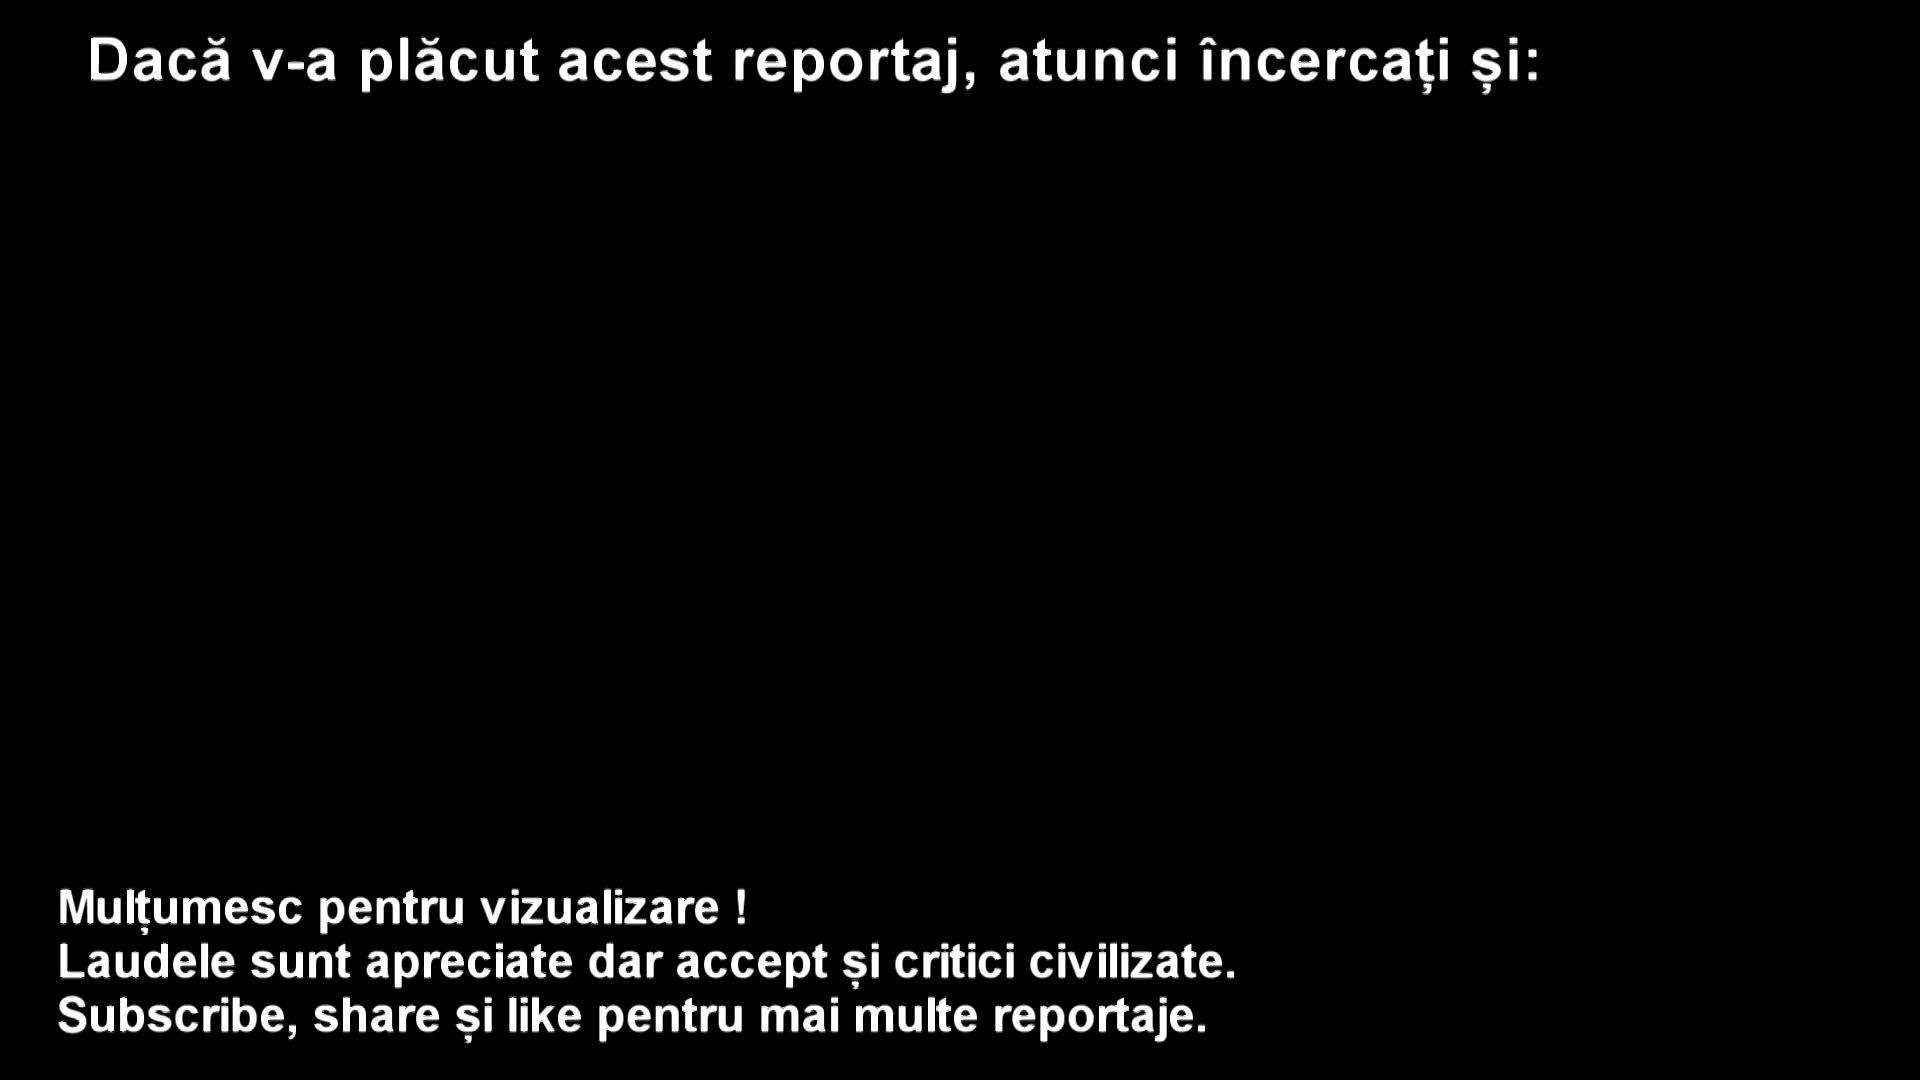 Dacă v-a plăcut acest reportaj, atunci încercați și:
Mulțumesc pentru vizualizare !
Laudele sunt apreciate dar accept și critici civilizate.
Subscribe, share și like pentru mai multe reportaje.